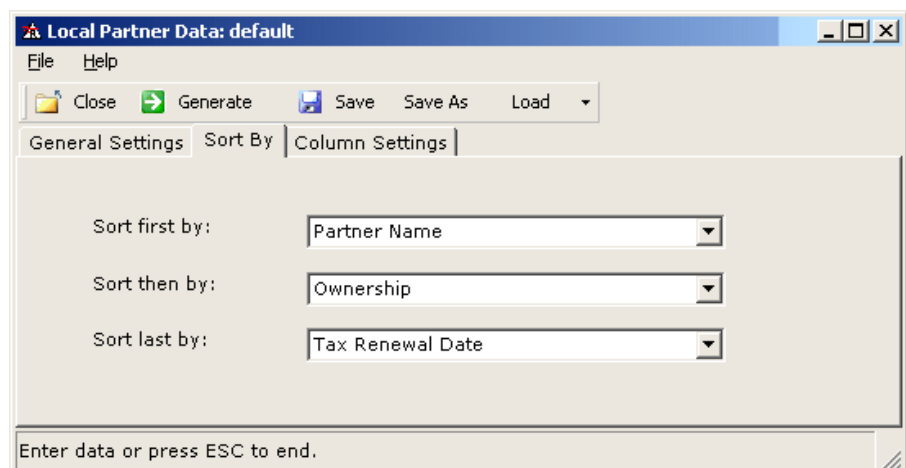 Local Partner Data: default
File Help
Close Generate Save Save As Load
General Settings Sort By Column Settings
Sort first by: Partner Name
Sort then by: Ownership
Sort last by: Tax Renewal Date
Enter data or press ESC to end.